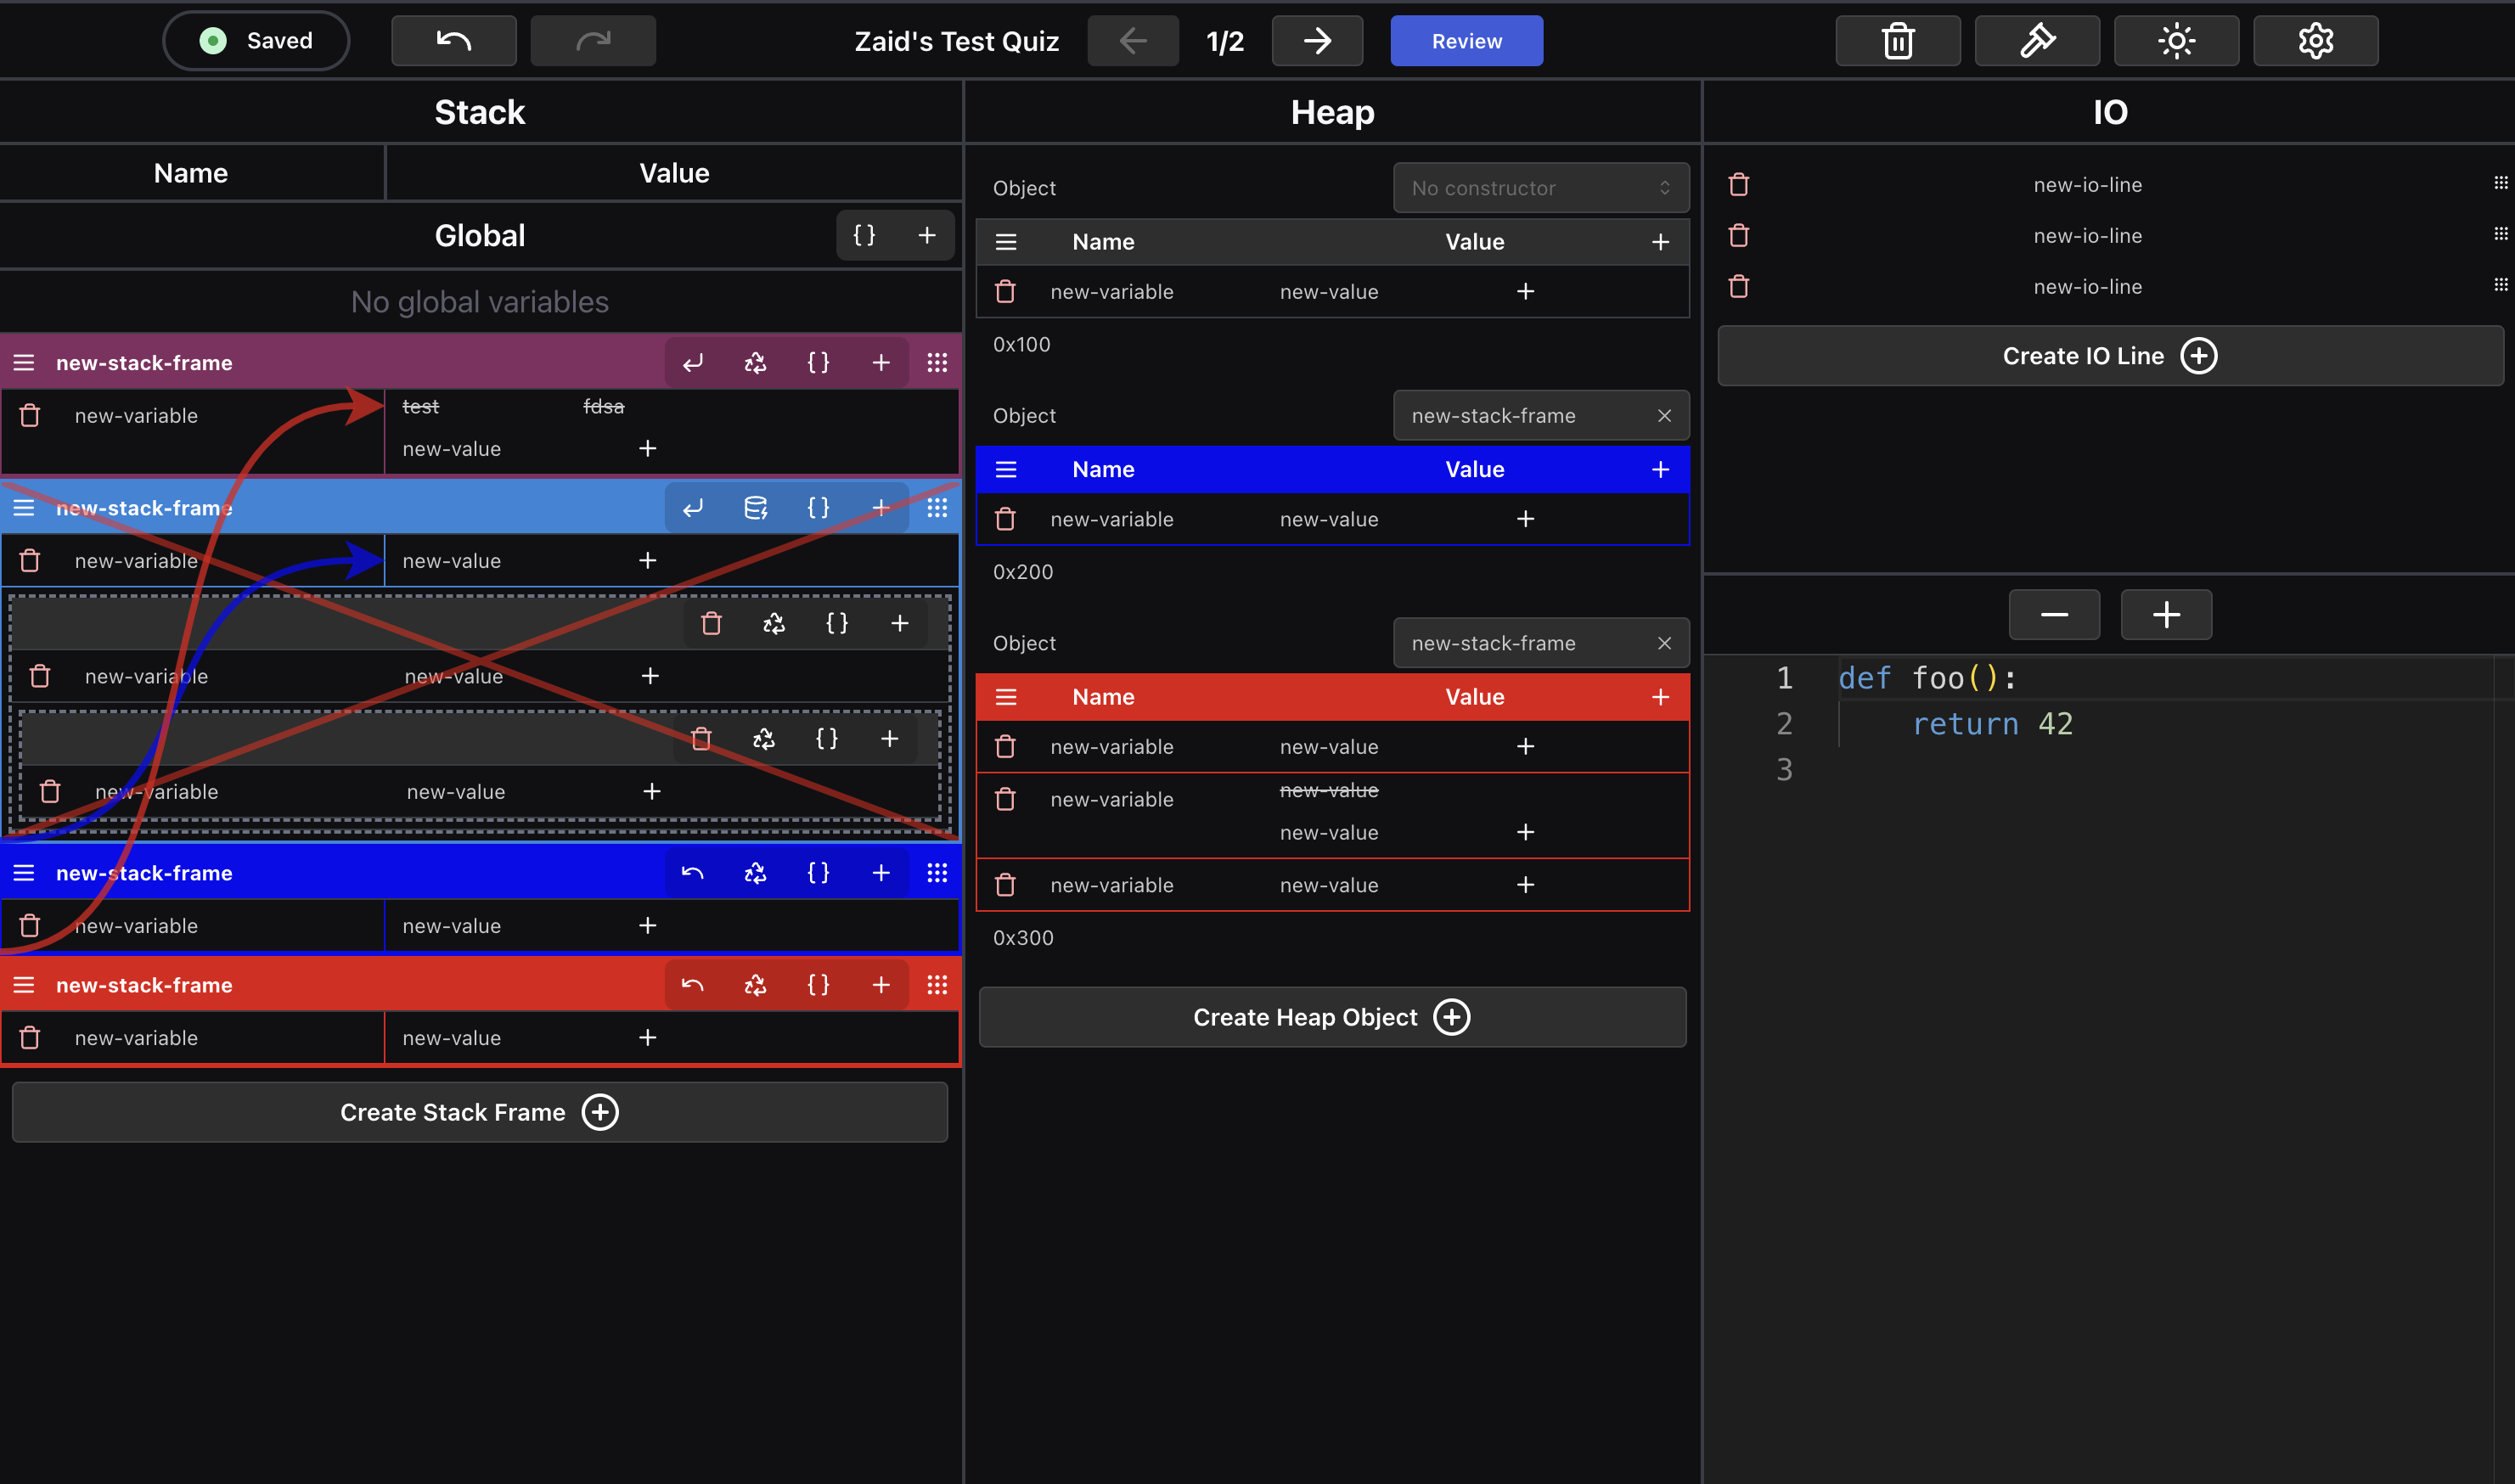 Saved
Zaid's Test Quiz
1/2
Review
Stack
Name Value
Global
{} +
No global variables
new-stack-frame {} +
new-variable test fdsa
new-value +
new-stack-frame {} +
new-variable new-value +
{} +
new-variable new-value +
{} +
new-variable new-value +
new-stack-frame {} +
new-variable new-value +
new-stack-frame {} +
new-variable new-value +
Create Stack Frame
Heap
Object No constructor
Name Value +
new-variable new-value +
0x100
Object new-stack-frame
Name Value +
new-variable new-value +
0x200
Object new-stack-frame
Name Value +
new-variable new-value +
new-variable new-value
new-value +
new-variable new-value +
0x300
Create Heap Object
IO
new-io-line
new-io-line
new-io-line
Create IO Line
1 def foo():
2 return 42
3